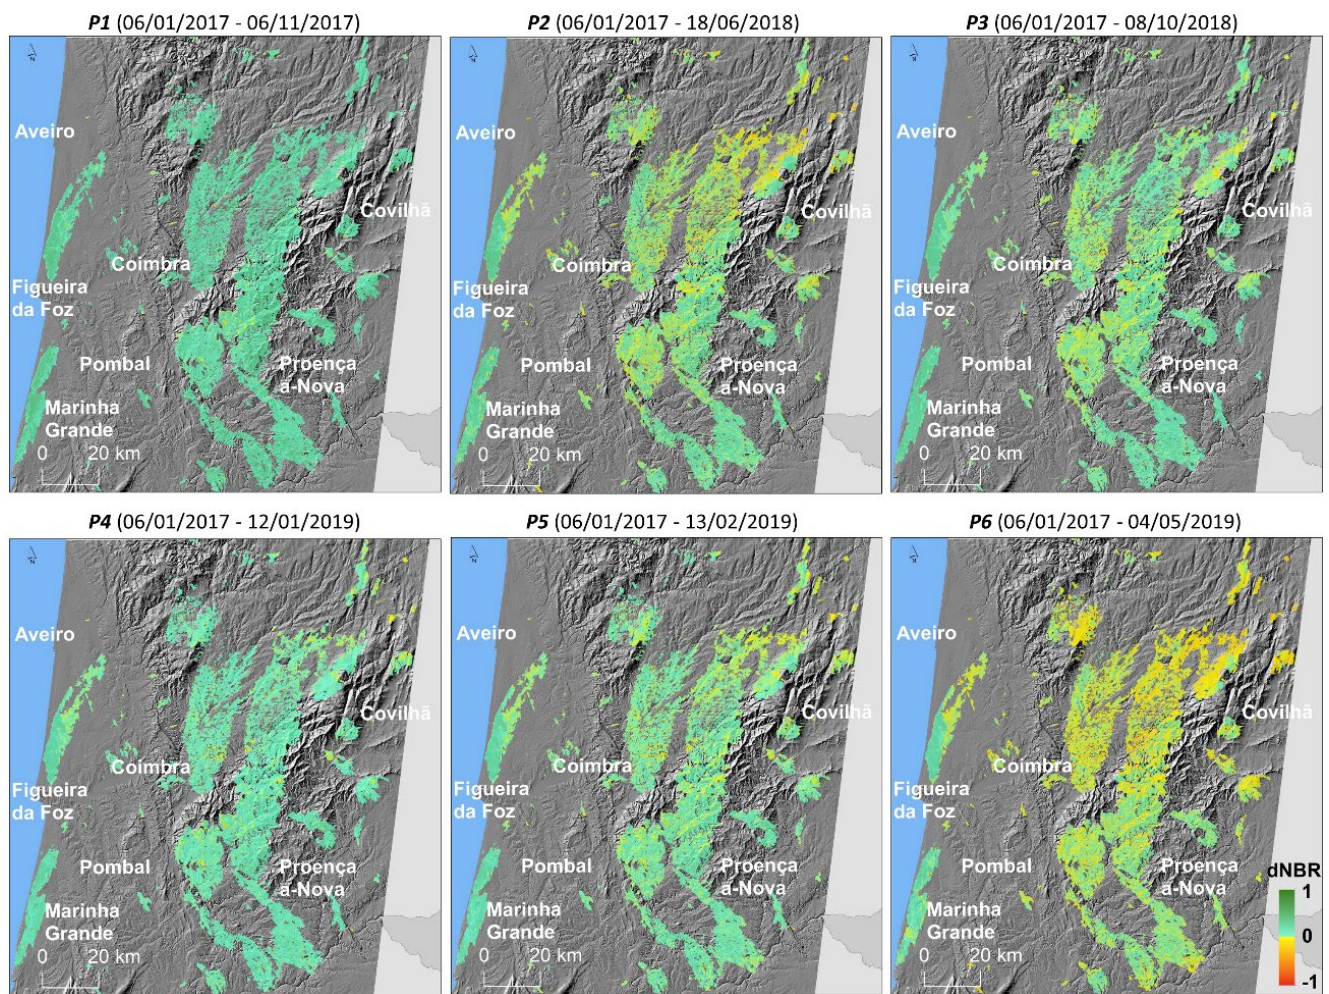 P1 (06/01/2017 - 06/11/2017)
P2 (06/01/2017 - 18/06/2018)
P3 (06/01/2017 - 08/10/2018)
Aveiro
Covilhã
Coimbra
Figueira
da Foz
Pombal
Proença
a-Nova
Marinha
Grande
0 20 km
Aveiro
Covilhã
Coimbra
Figueira
da Foz
Pombal
Proença
a-Nova
Marinha
Grande
0 20 km
Aveiro
Covilhã
Coimbra
Figueira
da Foz
Pombal
Proença
a-Nova
Marinha
Grande
0 20 km
P4 (06/01/2017 - 12/01/2019)
P5 (06/01/2017 - 13/02/2019)
P6 (06/01/2017 - 04/05/2019)
Aveiro
Covilhã
Coimbra
Figueira
da Foz
Pombal
Proença
a-Nova
Marinha
Grande
0 20 km
Aveiro
Covilhã
Coimbra
Figueira
da Foz
Pombal
Proença
a-Nova
Marinha
Grande
0 20 km
Aveiro
Covilhã
Coimbra
Figueira
da Foz
Pombal
Proença
a-Nova
Marinha
Grande
0 20 km
dNBR
1
0
-1